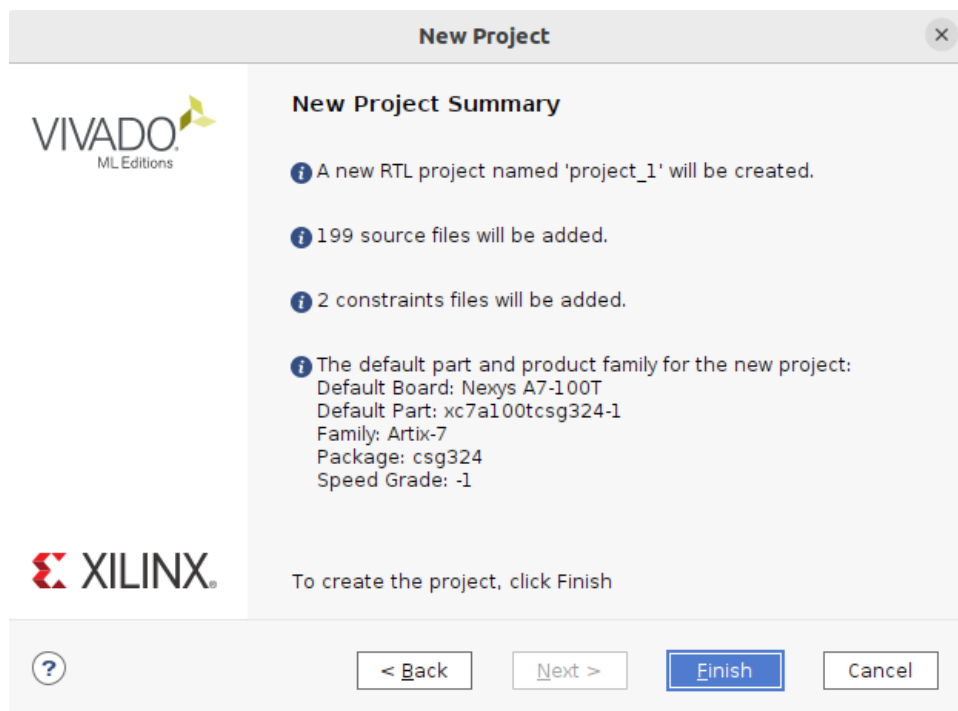 New Project
VIVADO.
ML Editions
New Project Summary
A new RTL project named 'project_1' will be created.
199 source files will be added.
2 constraints files will be added.
The default part and product family for the new project:
Default Board: Nexys A7-100T
Default Part: xc7a100tcsg324-1
Family: Artix-7
Package: csg324
Speed Grade: -1
XILINX.
To create the project, click Finish
?
< Back
Next >
Finish
Cancel